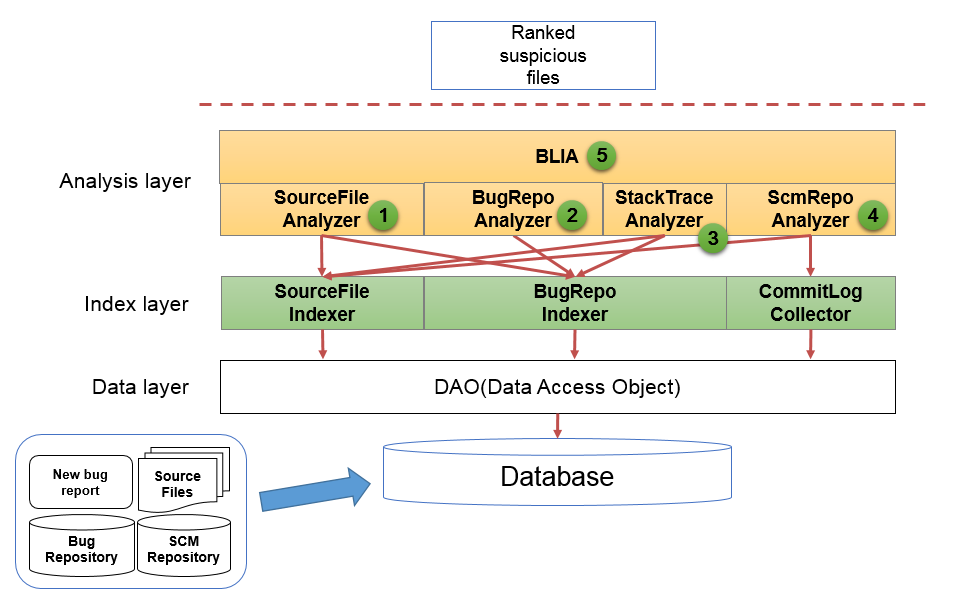 Ranked
suspicious
files
Analysis layer
BLIA 5
SourceFile
Analyzer 1
BugRepo
Analyzer 2
StackTrace
Analyzer
3
ScmRepo
Analyzer 4
Index layer
SourceFile
Indexer
BugRepo
Indexer
CommitLog
Collector
Data layer
DAO(Data Access Object)
Database
New bug
report
Source
Files
Bug
Repository
SCM
Repository